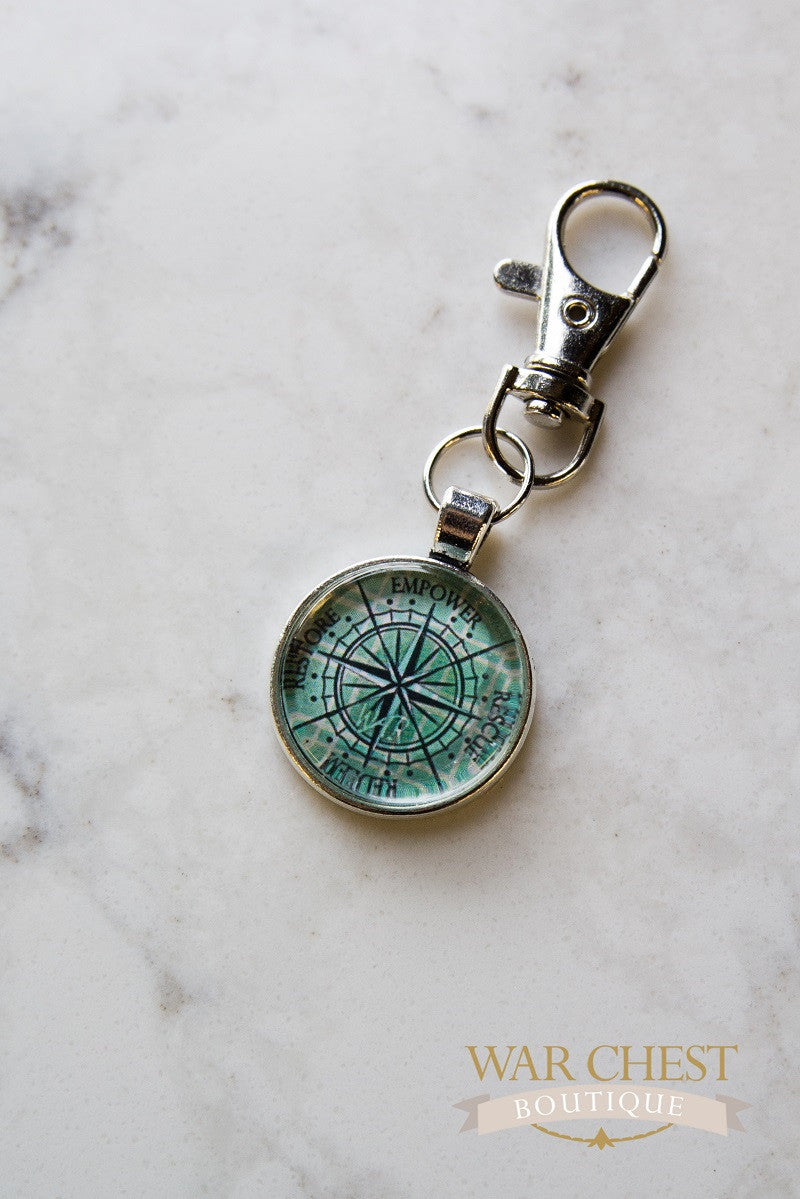 EMPOWER
RESCUE
REDEEM
RESTORE
WAR CHEST
BOUTIQUE